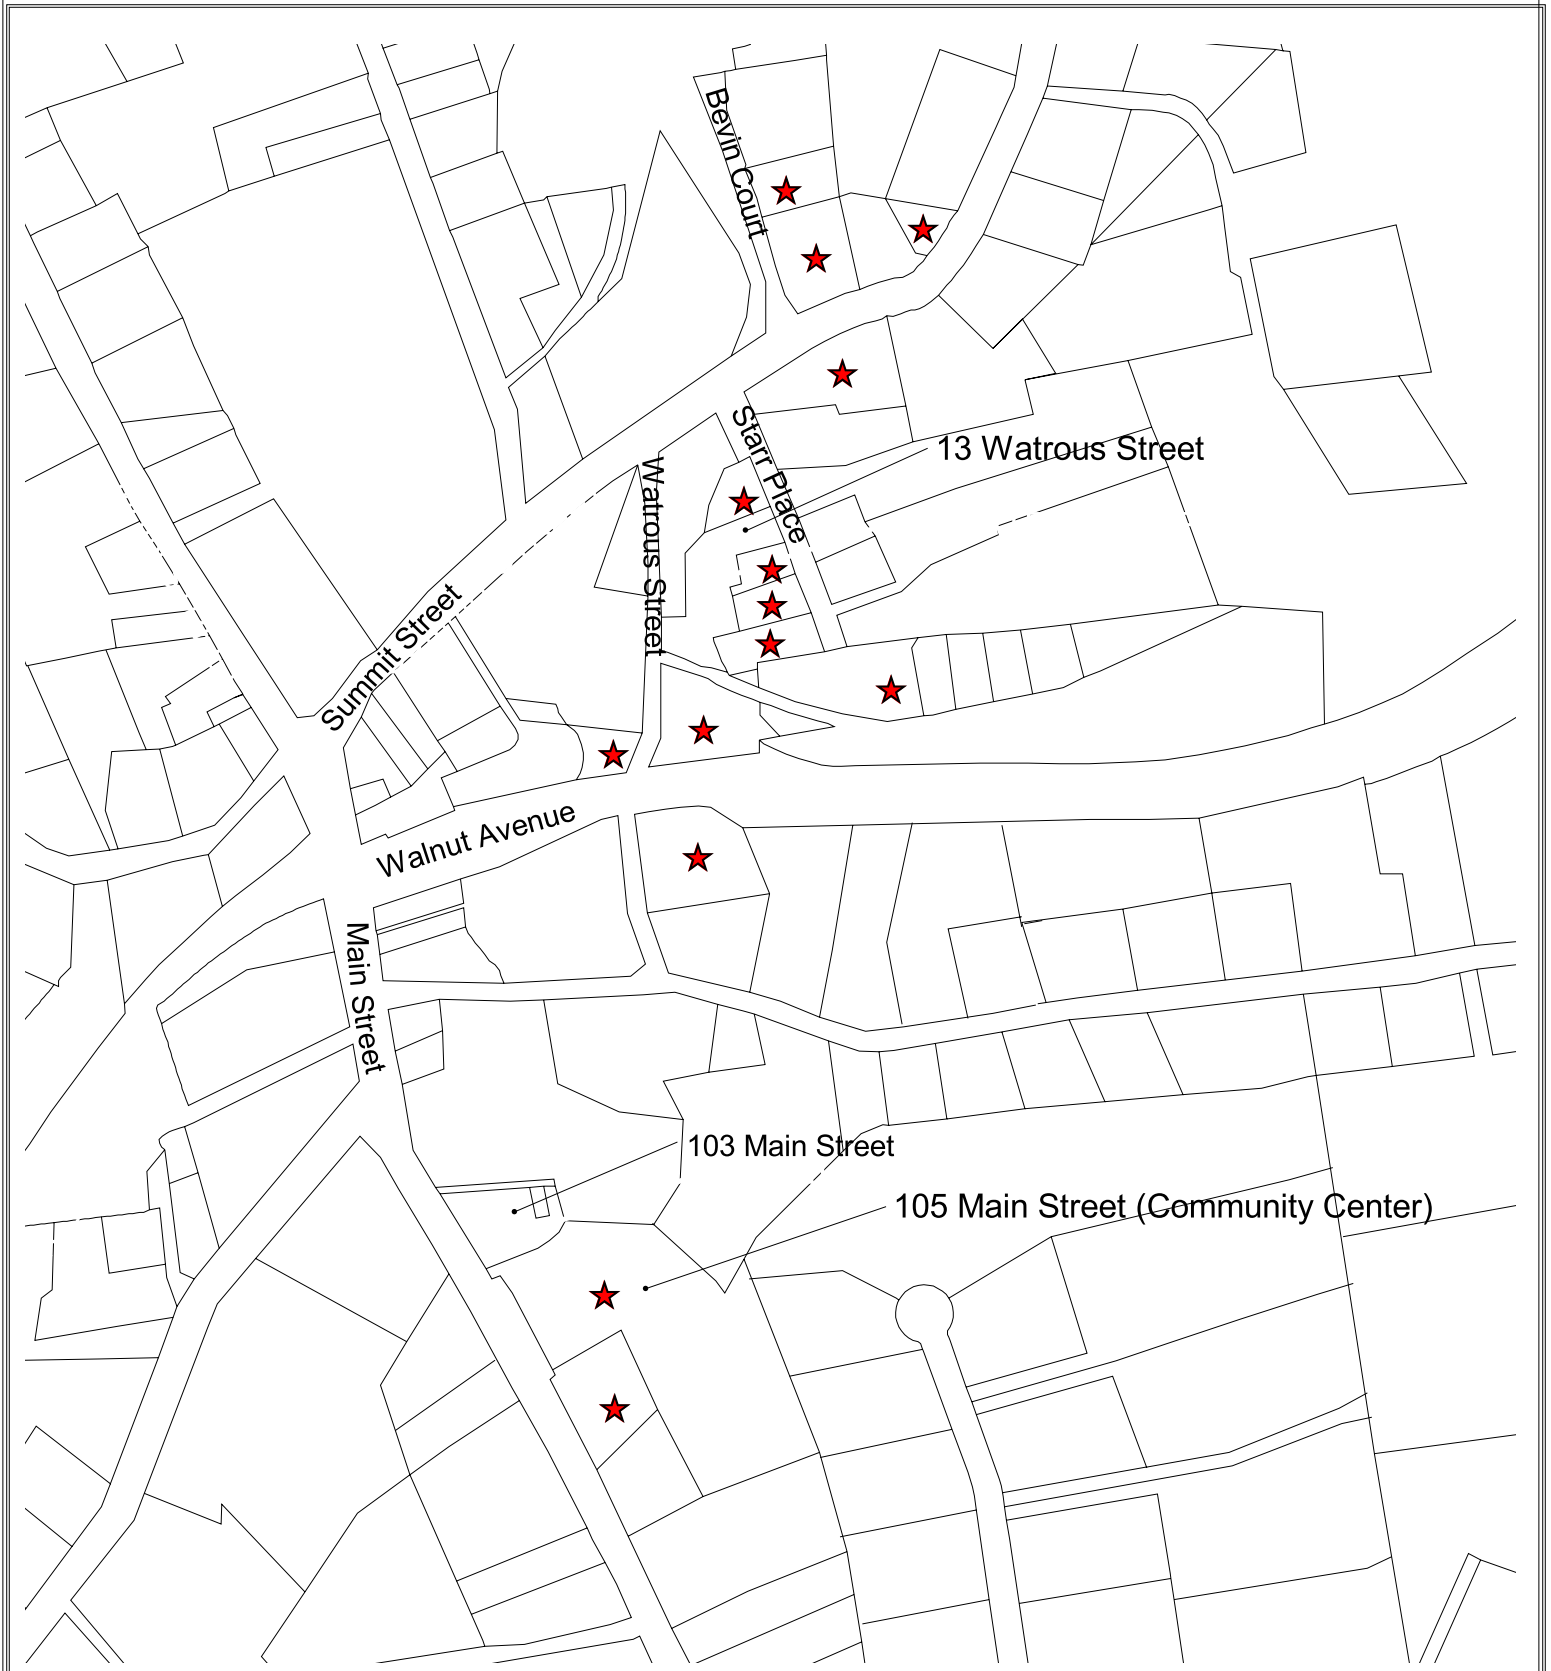 Bevin Court
Starr Place
13 Watrous Street
Watrous Street
Summit Street
Walnut Avenue
Main Street
103 Main Street
105 Main Street (Community Center)